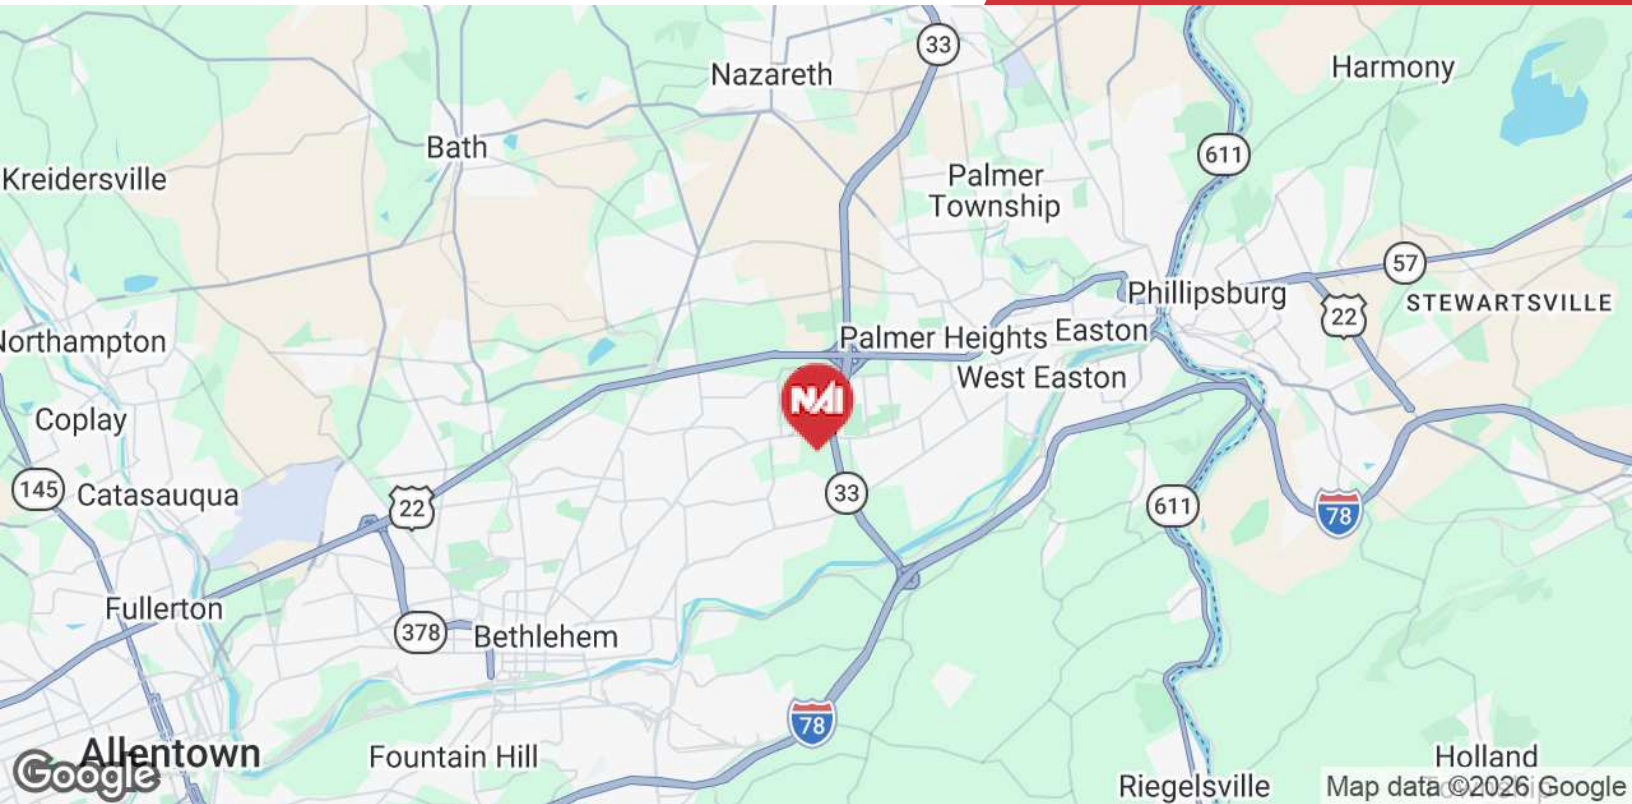 33
Nazareth
Harmony
Bath
611
Kreidersville
Palmer
Township
57
Phillipsburg
22
STEWARTSVILLE
Northampton
Palmer Heights
Easton
West Easton
NAI
Coplay
145
Catasauqua
22
33
611
78
Fullerton
378
Bethlehem
78
Allentown
Fountain Hill
Holland
Google
Riegelsville
Map data ©2026 Google